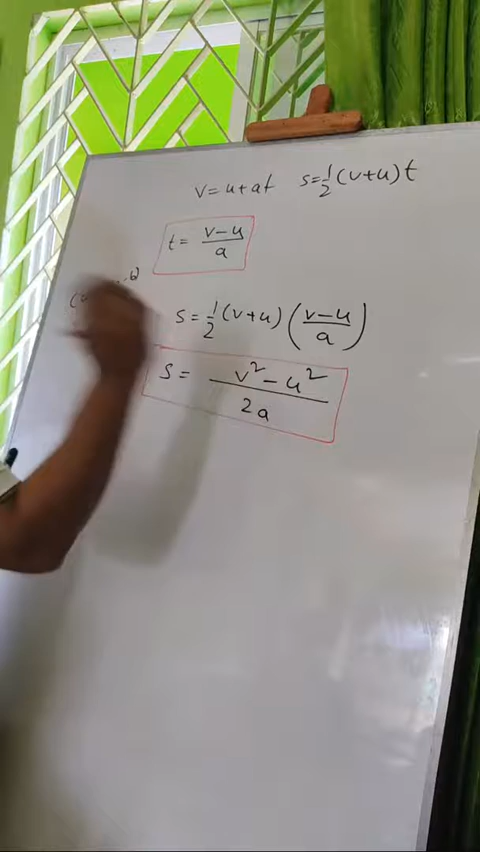 v = u + at   s = 1/2 (v + u) t
t = (v - u)/a
s = 1/2 (v + u) ((v - u)/a)
s = (v² - u²)/2a